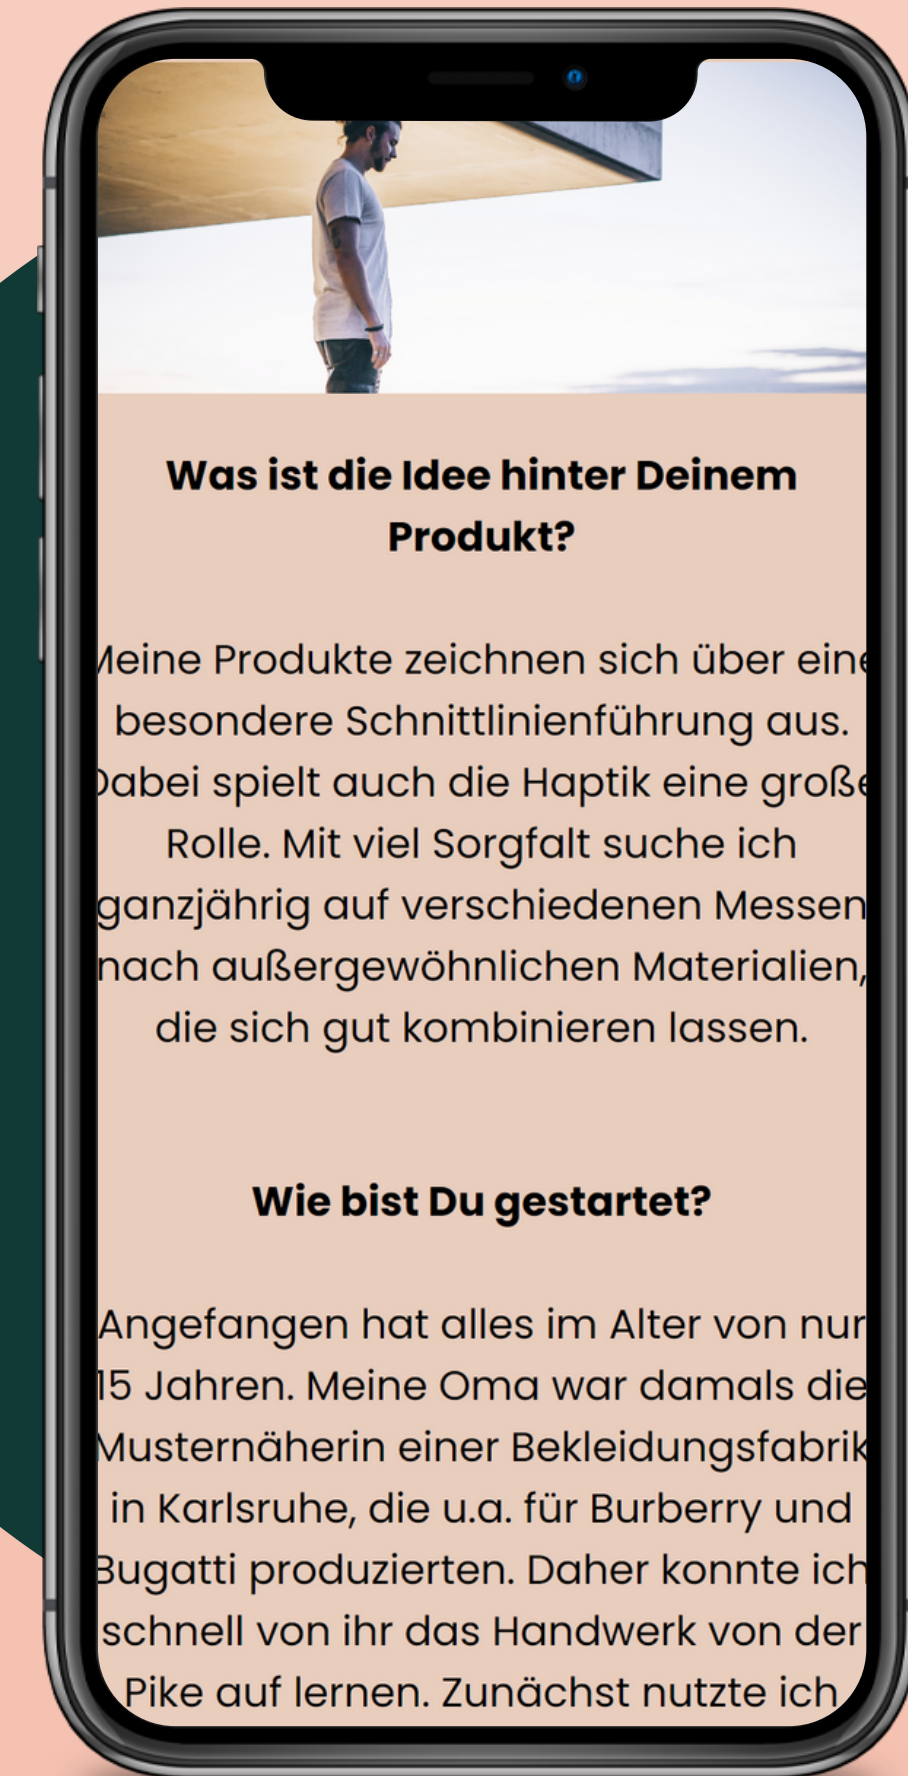 Was ist die Idee hinter Deinem
Produkt?
Meine Produkte zeichnen sich über eine
besondere Schnittlinienführung aus.
Dabei spielt auch die Haptik eine große
Rolle. Mit viel Sorgfalt suche ich
ganzjährig auf verschiedenen Messen
nach außergewöhnlichen Materialien,
die sich gut kombinieren lassen.
Wie bist Du gestartet?
Angefangen hat alles im Alter von nur
15 Jahren. Meine Oma war damals die
Musternäherin einer Bekleidungsfabrik
in Karlsruhe, die u.a. für Burberry und
Bugatti produzierten. Daher konnte ich
schnell von ihr das Handwerk von der
Pike auf lernen. Zunächst nutzte ich